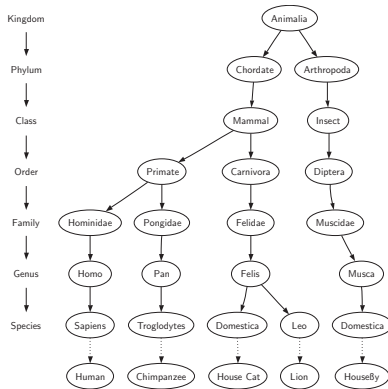 Kingdom Animalia
Phylum Chordate Arthropoda
Class Mammal Insect
Order Primate Carnivora Diptera
Family Hominidae Pongidae Felidae Muscidae
Genus Homo Pan Felis Musca
Species Sapiens Troglodytes Domestica Leo Domestica
Human Chimpanzee House Cat Lion Houseßy